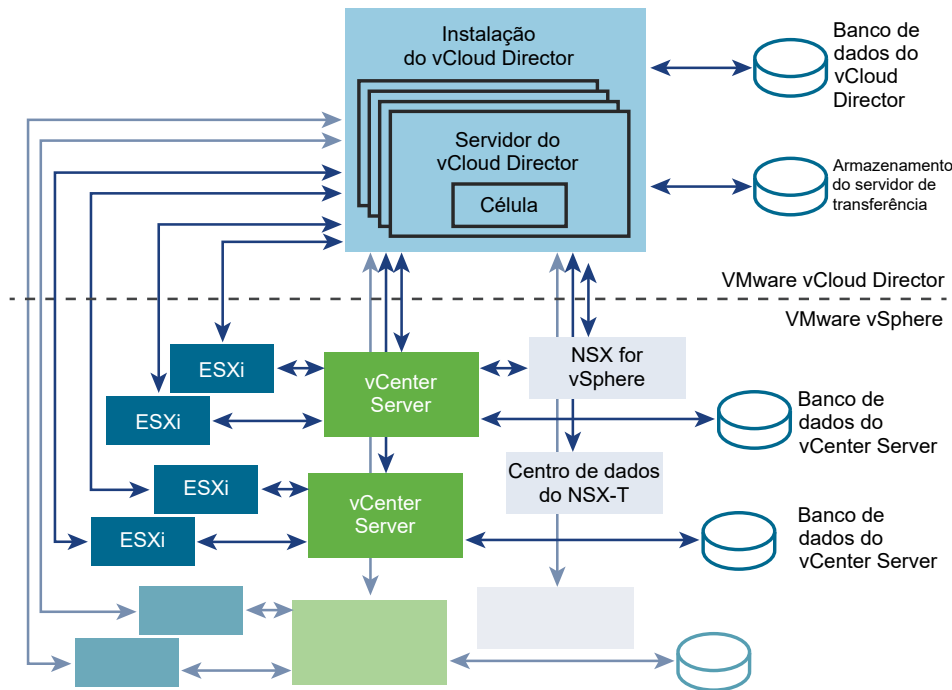 Instalação
do vCloud Director
Servidor do
vCloud Director
Célula
Banco de
dados do
vCloud
Director
Armazenamento
do servidor de
transferência
VMware vCloud Director
VMware vSphere
ESXi
vCenter
Server
NSX for
vSphere
ESXi
Banco de
dados do
vCenter Server
ESXi
vCenter
Server
Centro de dados
do NSX-T
ESXi
Banco de
dados do
vCenter Server